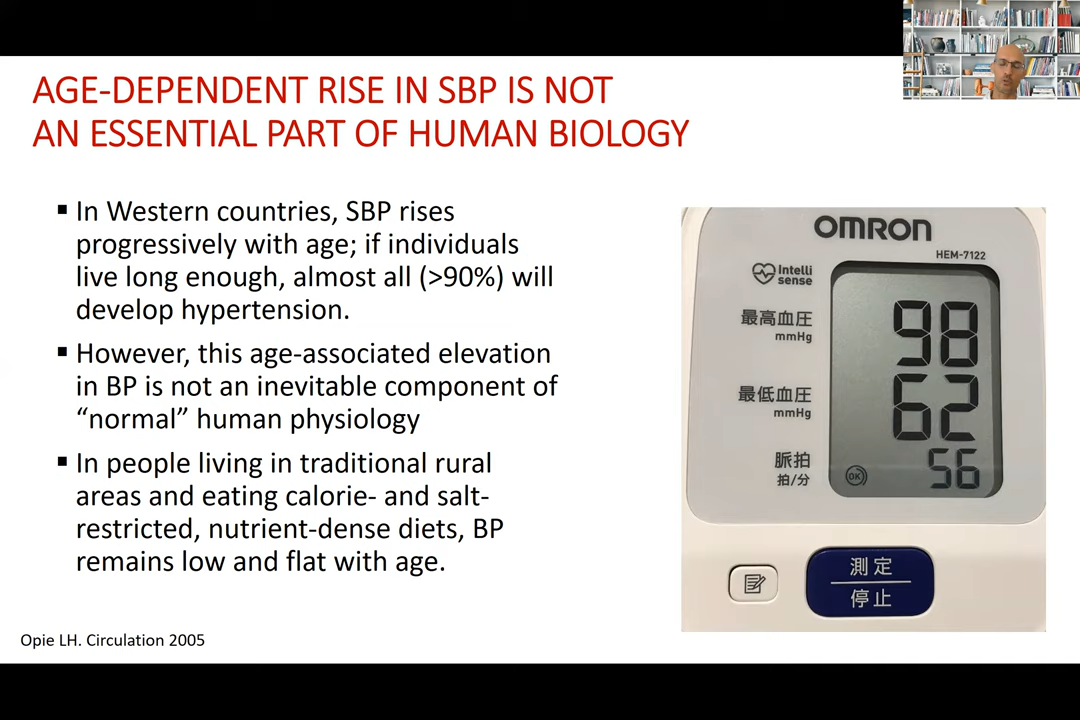 AGE-DEPENDENT RISE IN SBP IS NOT
AN ESSENTIAL PART OF HUMAN BIOLOGY
▪ In Western countries, SBP rises
progressively with age; if individuals
live long enough, almost all (>90%) will
develop hypertension.
▪ However, this age-associated elevation
in BP is not an inevitable component of
“normal” human physiology
▪ In people living in traditional rural
areas and eating calorie- and salt-
restricted, nutrient-dense diets, BP
remains low and flat with age.
Opie LH. Circulation 2005
OMRON
HEM-7122
Intelli
sense
最高血圧
mmHg
98
最低血圧
mmHg
62
脈拍
拍/分
OK
56
測定
停止